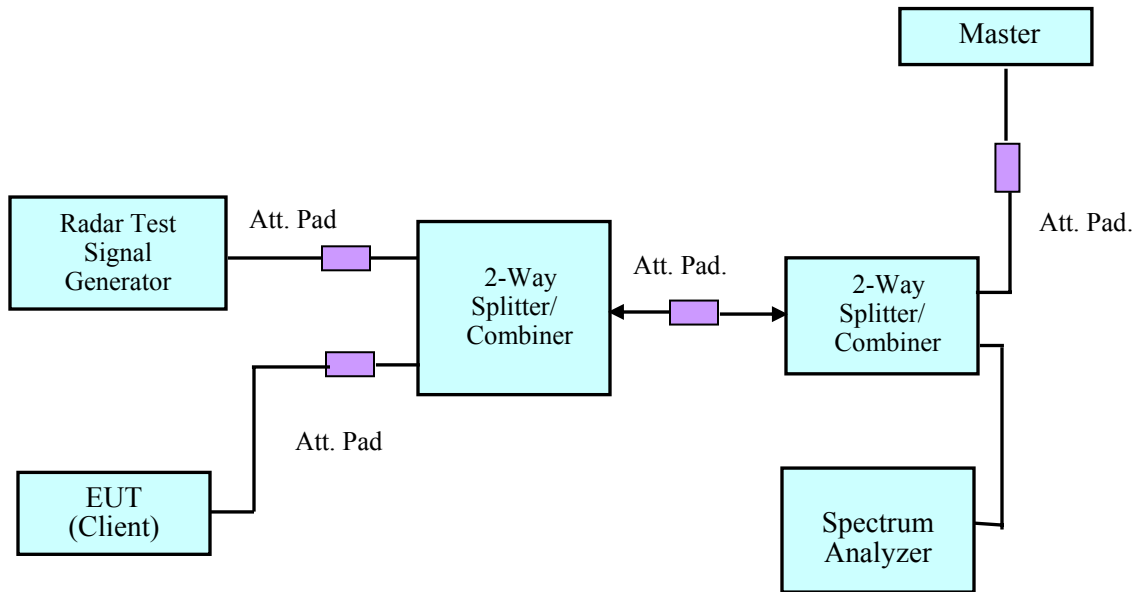 Master
Att. Pad.
Radar Test
Signal
Generator
Att. Pad
2-Way
Splitter/
Combiner
Att. Pad.
2-Way
Splitter/
Combiner
Att. Pad
EUT
(Client)
Spectrum
Analyzer